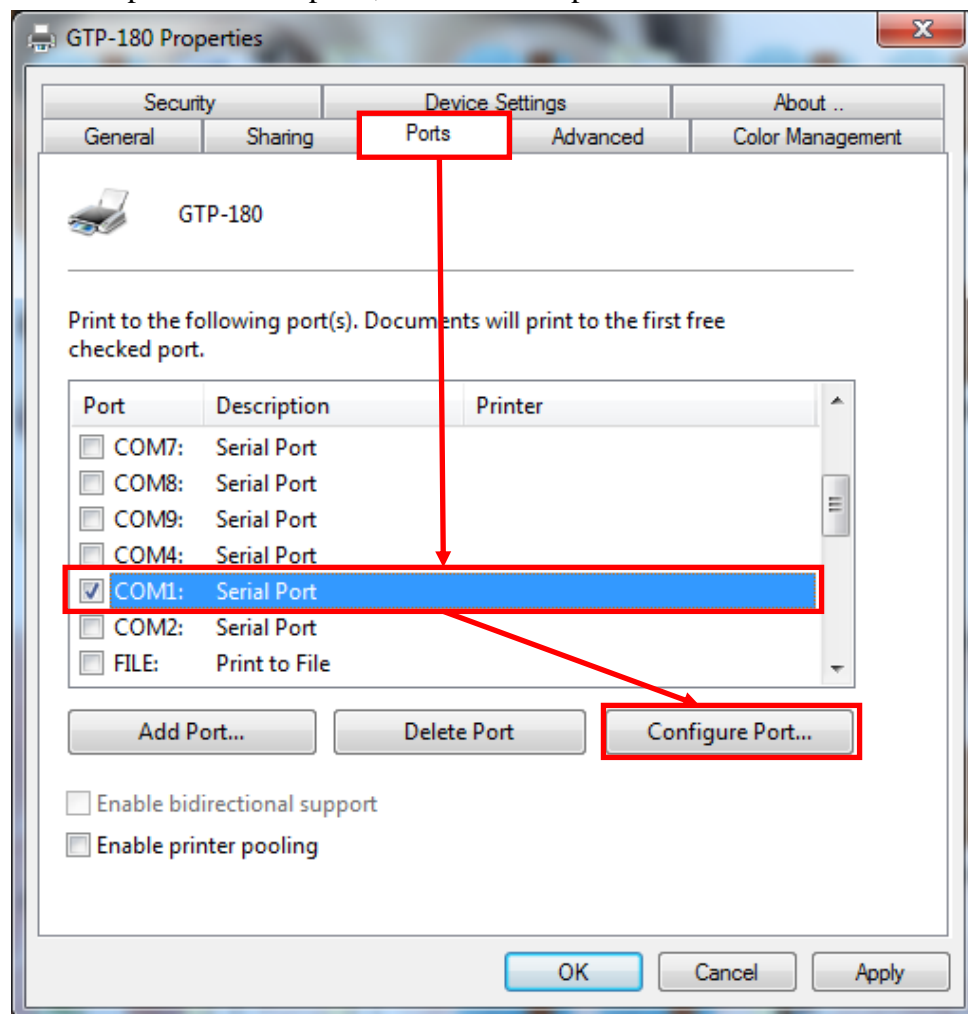 GTP-180 Properties
Security Device Settings About ..
General Sharing Ports Advanced Color Management
GTP-180
Print to the following port(s). Documents will print to the first free
checked port.
Port Description Printer
COM7: Serial Port
COM8: Serial Port
COM9: Serial Port
COM4: Serial Port
COM1: Serial Port
COM2: Serial Port
FILE: Print to File
Add Port... Delete Port Configure Port...
Enable bidirectional support
Enable printer pooling
OK Cancel Apply